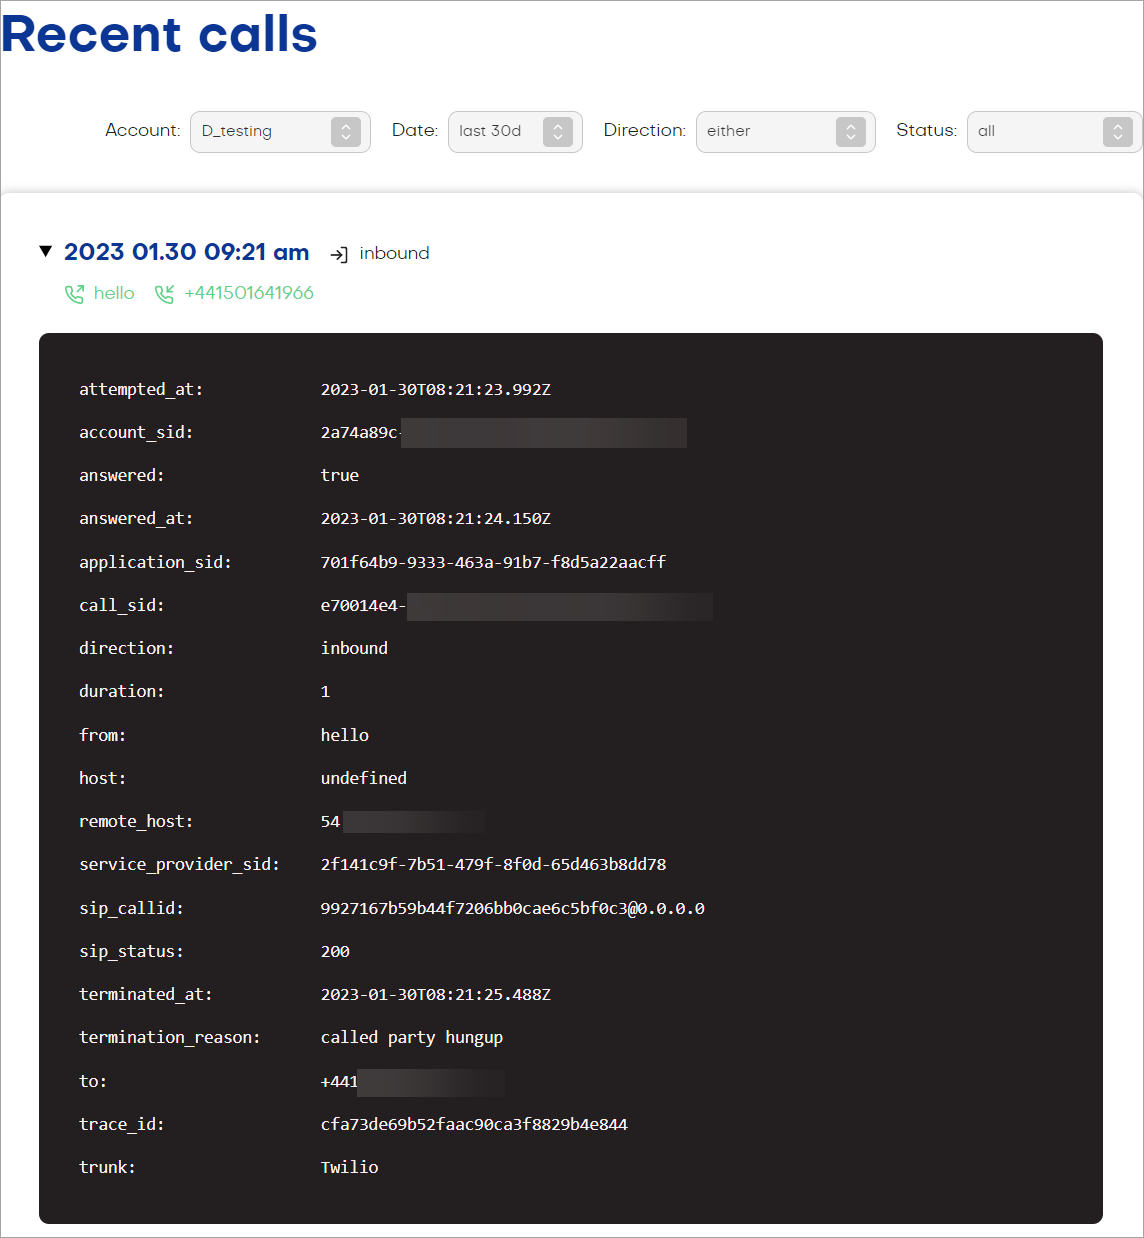 Recent calls
Account: D_testing Date: last 30d Direction: either Status: all
2023 01.30 09:21 am inbound
hello +441501641966
attempted_at: 2023-01-30T08:21:23.992Z
account_sid: 2a74a89c-
answered: true
answered_at: 2023-01-30T08:21:24.150Z
application_sid: 701f64b9-9333-463a-91b7-f8d5a22aacff
call_sid: e70014e4-
direction: inbound
duration: 1
from: hello
host: undefined
remote_host: 54
service_provider_sid: 2f141c9f-7b51-479f-8f0d-65d463b8dd78
sip_callid: 9927167b59b44f7206bb0cae6c5bf0c3@0.0.0.0
sip_status: 200
terminated_at: 2023-01-30T08:21:25.488Z
termination_reason: called party hungup
to: +441
trace_id: cfa73de69b52faac90ca3f8829b4e844
trunk: Twilio